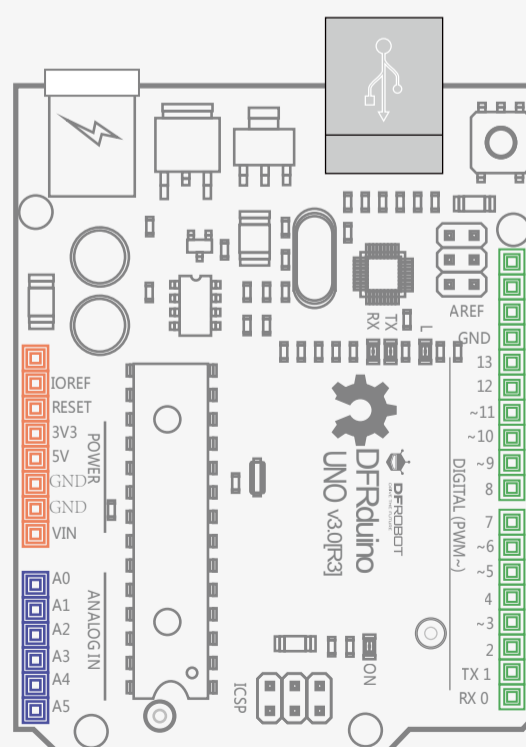 RX
TX
L
AREF
GND
13
12
~11
~10
~9
8
7
~6
~5
4
~3
2
TX 1
RX 0
DIGITAL (PWM~)
IOREF
RESET
3V3
5V
GND
GND
VIN
POWER
A0
A1
A2
A3
A4
A5
ANALOG IN
DFRduino
UNO v3.0[R3]
DFROBOT
ON
ICSP